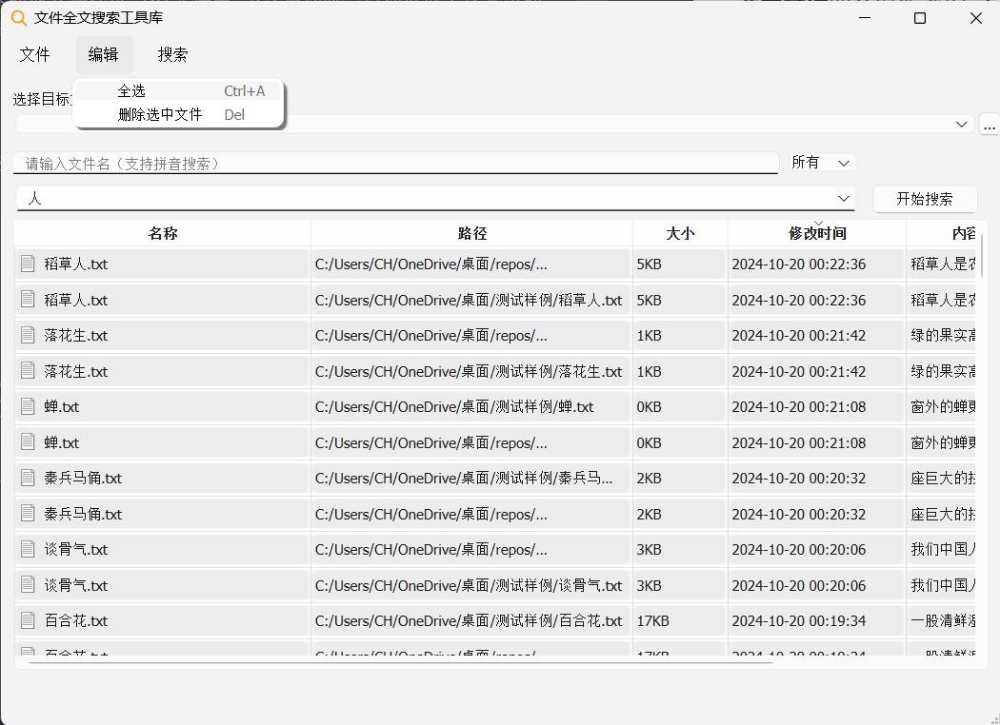 文件全文搜索工具库
文件 编辑 搜索
全选 Ctrl+A
选择目标
删除选中文件 Del
...
请输入文件名（支持拼音搜索） 所有
人 开始搜索
名称 路径 大小 修改时间 内容
稻草人.txt C:/Users/CH/OneDrive/桌面/repos/... 5KB 2024-10-20 00:22:36 稻草人是农
稻草人.txt C:/Users/CH/OneDrive/桌面/测试样例/稻草人.txt 5KB 2024-10-20 00:22:36 稻草人是农
落花生.txt C:/Users/CH/OneDrive/桌面/repos/... 1KB 2024-10-20 00:21:42 绿的果实高
落花生.txt C:/Users/CH/OneDrive/桌面/测试样例/落花生.txt 1KB 2024-10-20 00:21:42 绿的果实高
蝉.txt C:/Users/CH/OneDrive/桌面/测试样例/蝉.txt 0KB 2024-10-20 00:21:08 窗外的蝉更
蝉.txt C:/Users/CH/OneDrive/桌面/repos/... 0KB 2024-10-20 00:21:08 窗外的蝉更
秦兵马俑.txt C:/Users/CH/OneDrive/桌面/测试样例/秦兵马... 2KB 2024-10-20 00:20:32 座巨大的
秦兵马俑.txt C:/Users/CH/OneDrive/桌面/repos/... 2KB 2024-10-20 00:20:32 座巨大的
谈骨气.txt C:/Users/CH/OneDrive/桌面/repos/... 3KB 2024-10-20 00:20:06 我们中国人
谈骨气.txt C:/Users/CH/OneDrive/桌面/测试样例/谈骨气.txt 3KB 2024-10-20 00:20:06 我们中国人
百合花.txt C:/Users/CH/OneDrive/桌面/测试样例/百合花.txt 17KB 2024-10-20 00:19:34 一股清鲜湿
百合花.txt C:/Users/CH/OneDrive/桌面/repos/... 17KB 2024-10-20 00:19:34 一股清鲜湿